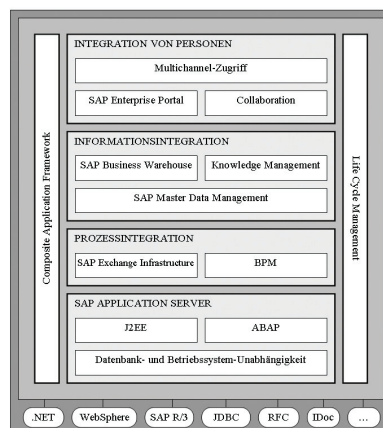 INTEGRATION VON PERSONEN
Multichannel-Zugriff
SAP Enterprise Portal
Collaboration
INFORMATIONSINTEGRATION
SAP Business Warehouse
Knowledge Management
SAP Master Data Management
PROZESSINTEGRATION
SAP Exchange Infrastructure
BPM
SAP APPLICATION SERVER
J2EE
ABAP
Datenbank- und Betriebssystem-Unabhängigkeit
Composite Application Framework
Life Cycle Management
.NET
WebSphere
SAP R/3
JDBC
RFC
IDoc
...